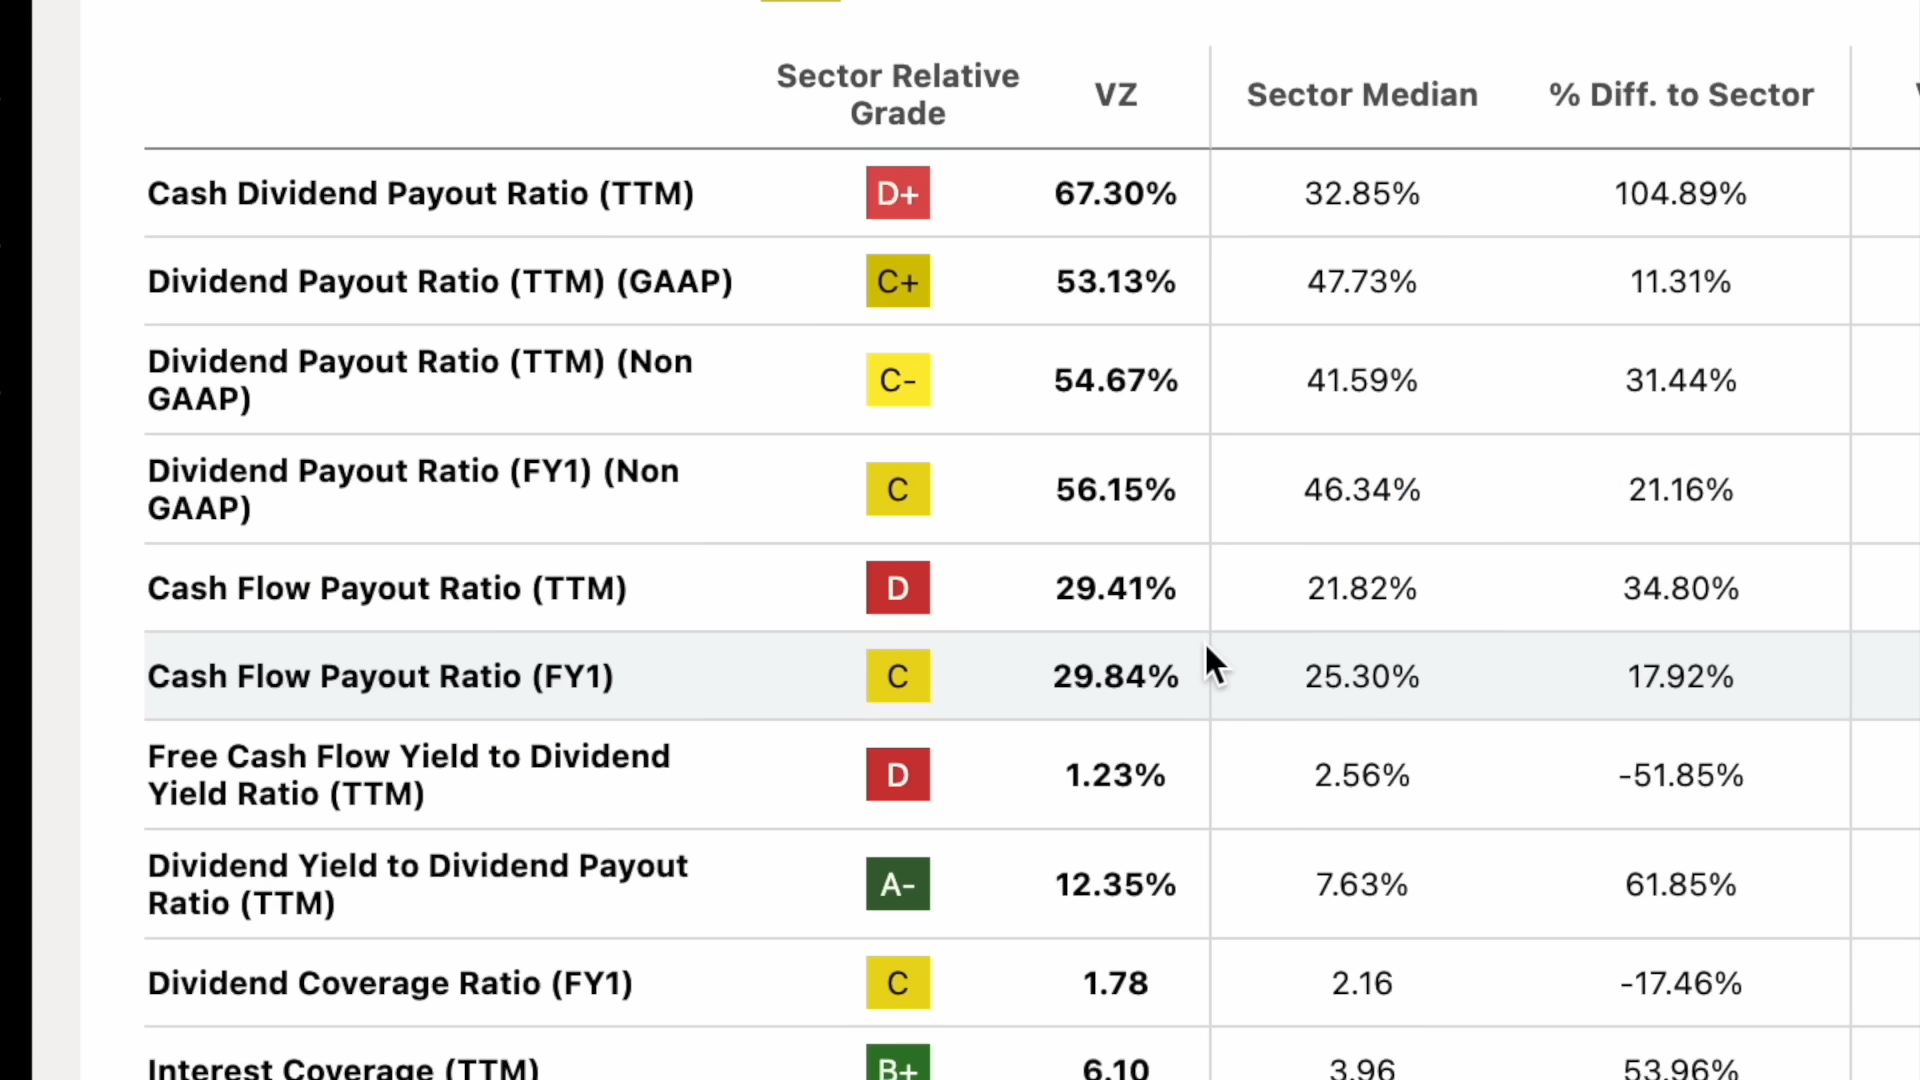 Sector Relative
Grade
VZ
Sector Median
% Diff. to Sector
Cash Dividend Payout Ratio (TTM) D+ 67.30% 32.85% 104.89%
Dividend Payout Ratio (TTM) (GAAP) C+ 53.13% 47.73% 11.31%
Dividend Payout Ratio (TTM) (Non
GAAP) C- 54.67% 41.59% 31.44%
Dividend Payout Ratio (FY1) (Non
GAAP) C 56.15% 46.34% 21.16%
Cash Flow Payout Ratio (TTM) D 29.41% 21.82% 34.80%
Cash Flow Payout Ratio (FY1) C 29.84% 25.30% 17.92%
Free Cash Flow Yield to Dividend
Yield Ratio (TTM) D 1.23% 2.56% -51.85%
Dividend Yield to Dividend Payout
Ratio (TTM) A- 12.35% 7.63% 61.85%
Dividend Coverage Ratio (FY1) C 1.78 2.16 -17.46%
Interest Coverage (TTM) B+ 6.10 3.96 53.96%